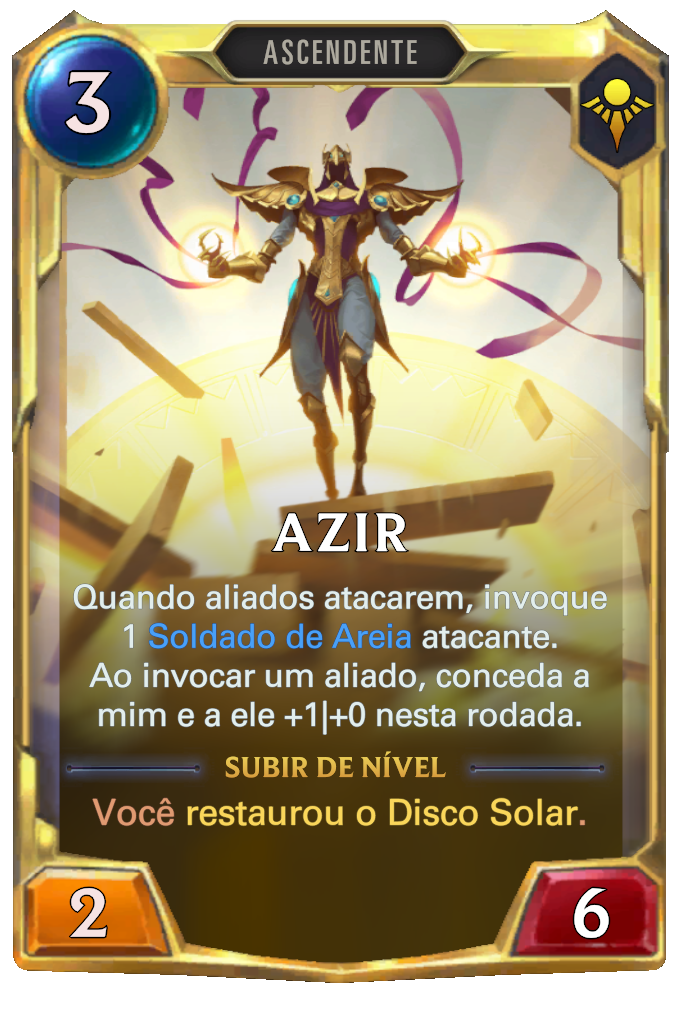 ASCENDENTE
3
AZIR
Quando aliados atacarem, invoque
1 Soldado de Areia atacante.
Ao invocar um aliado, conceda a
mim e a ele +1|+0 nesta rodada.
SUBIR DE NÍVEL
Você restaurou o Disco Solar.
2
6